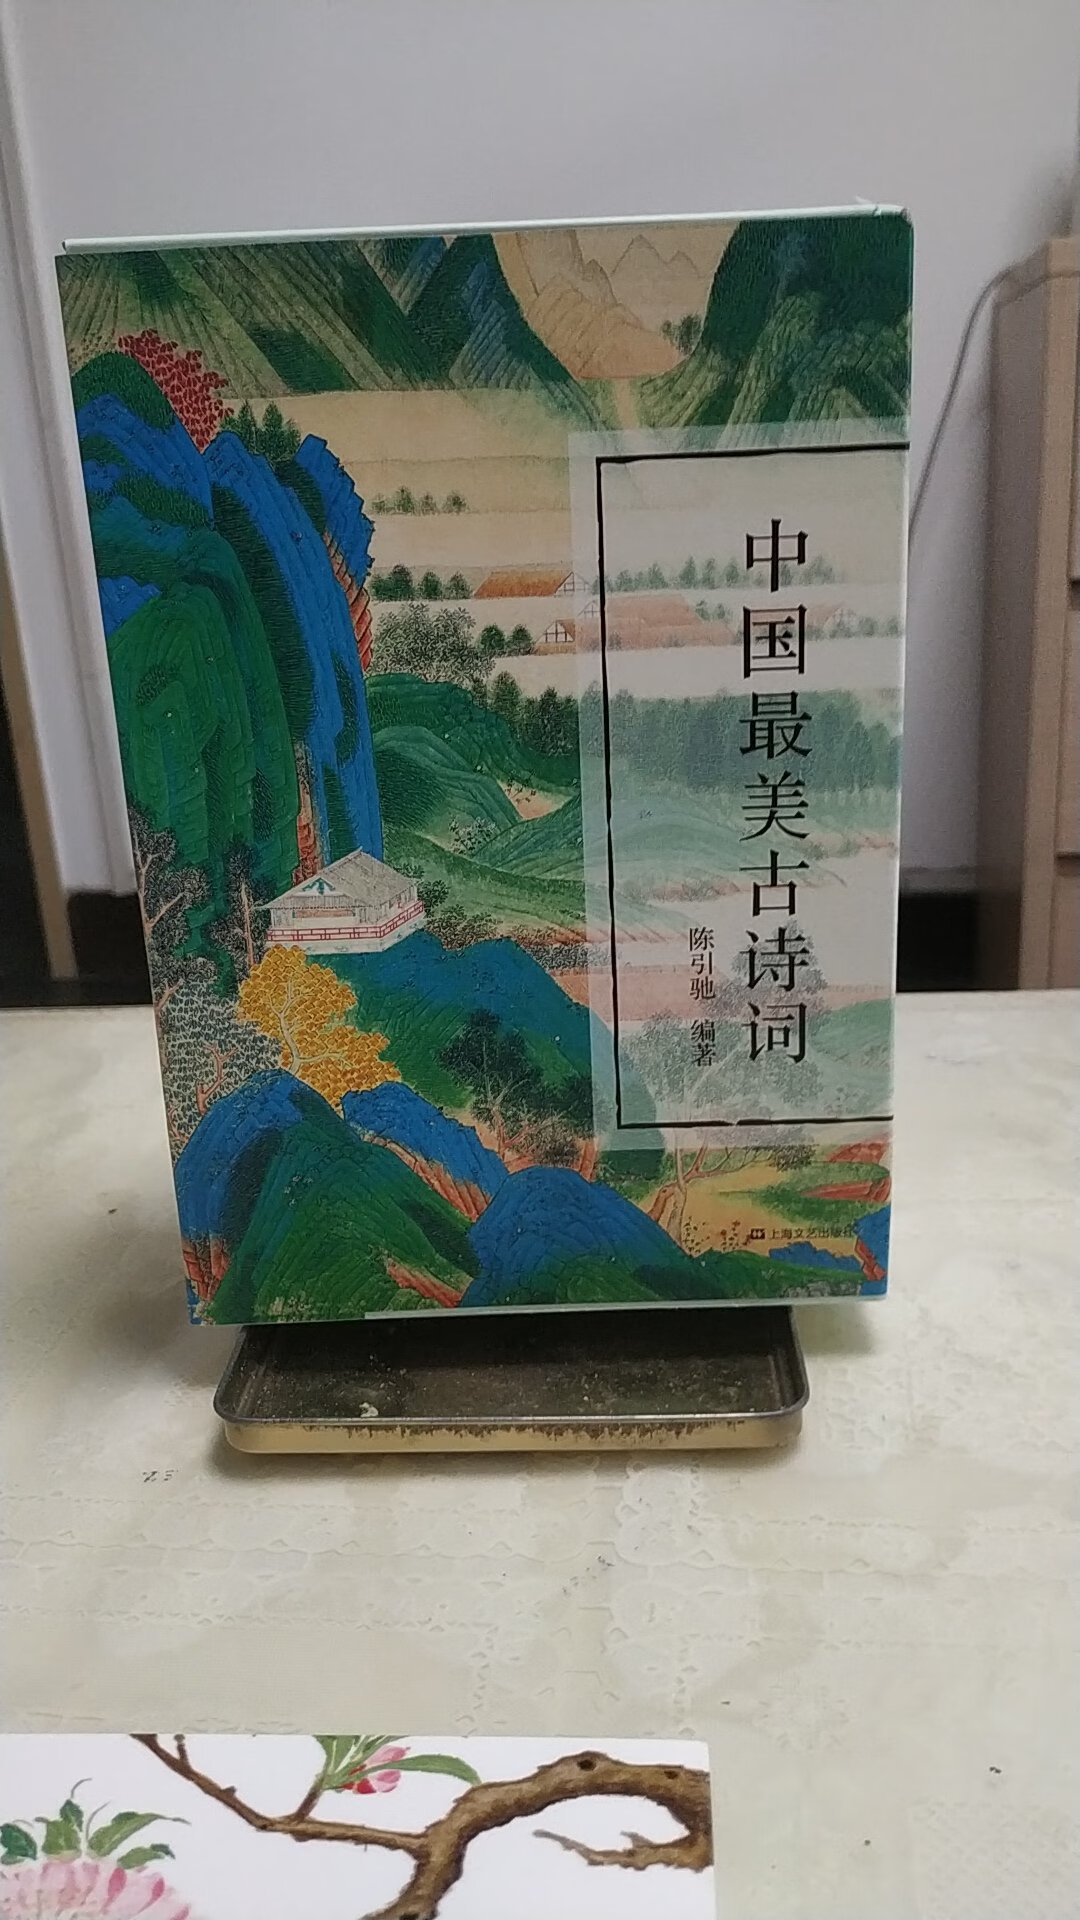 中国最美古诗词
陈引驰 编著
上海文艺出版社